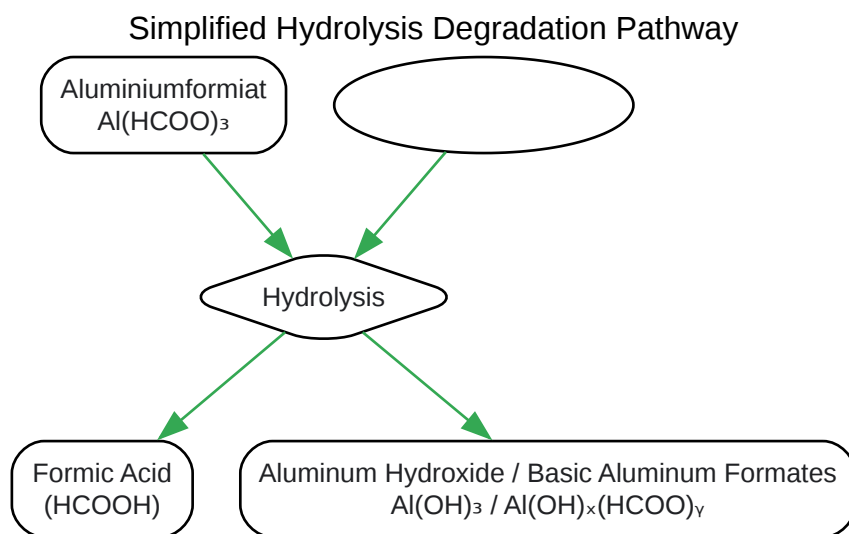 Simplified Hydrolysis Degradation Pathway
Aluminiumformiat
Al(HCOO)₃
Hydrolysis
Formic Acid
(HCOOH)
Aluminum Hydroxide / Basic Aluminum Formates
Al(OH)₃ / Al(OH)ₓ(HCOO)ᵧ